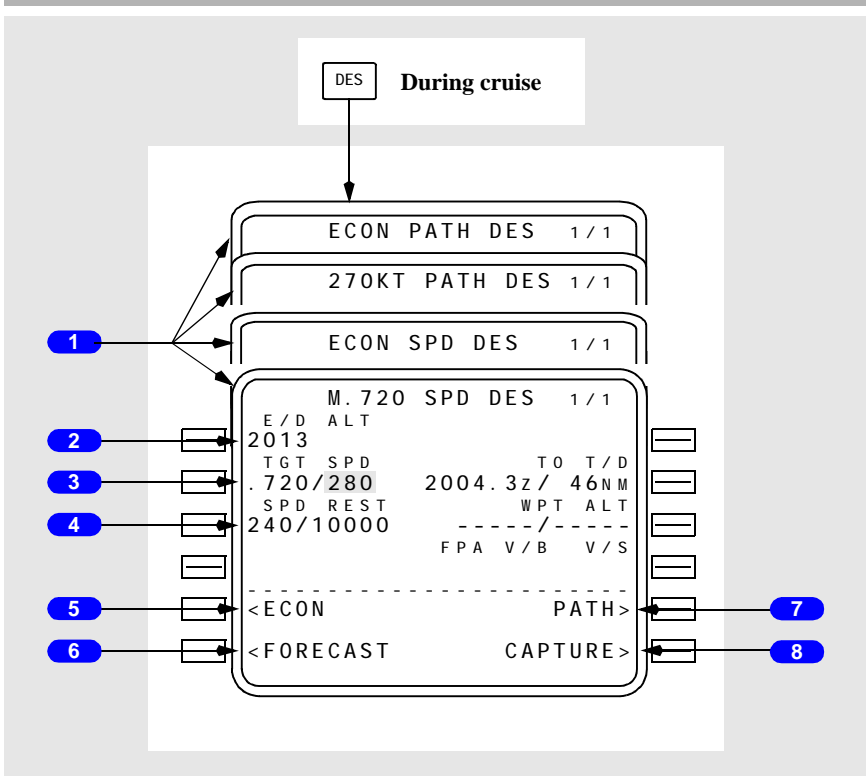 DES During cruise
ECON PATH DES 1/1
270KT PATH DES 1/1
1
ECON SPD DES 1/1
M.720 SPD DES 1/1
E/D ALT
2 2013
TGT SPD TO T/D
3 .720/280 2004.3z/ 46NM
SPD REST WPT ALT
4 240/10000 -----/-----
FPA V/B V/S
------------------------
5 <ECON PATH> 7
6 <FORECAST CAPTURE> 8